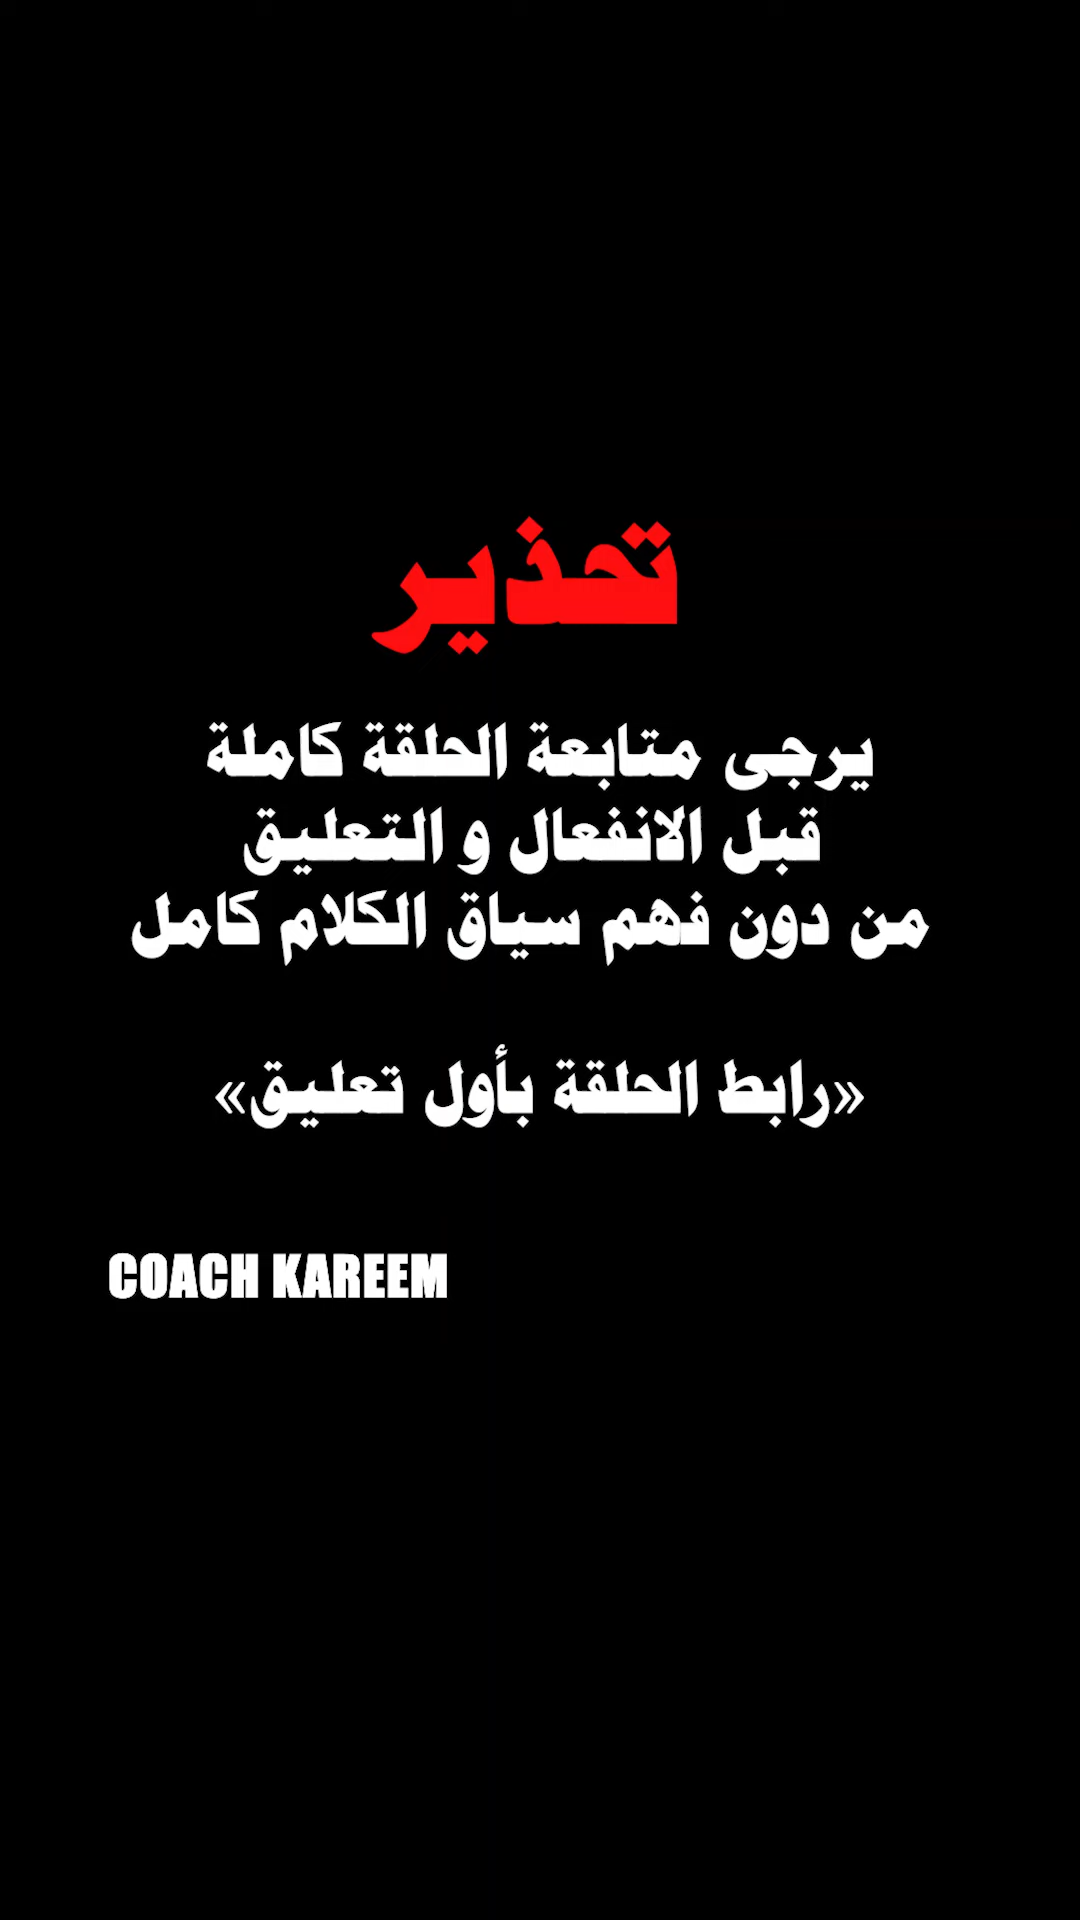 تحذير
يرجى متابعة الحلقة كاملة
قبل الانفعال و التعليق
من دون فهم سياق الكلام كامل
«رابط الحلقة بأول تعليق»
COACH KAREEM